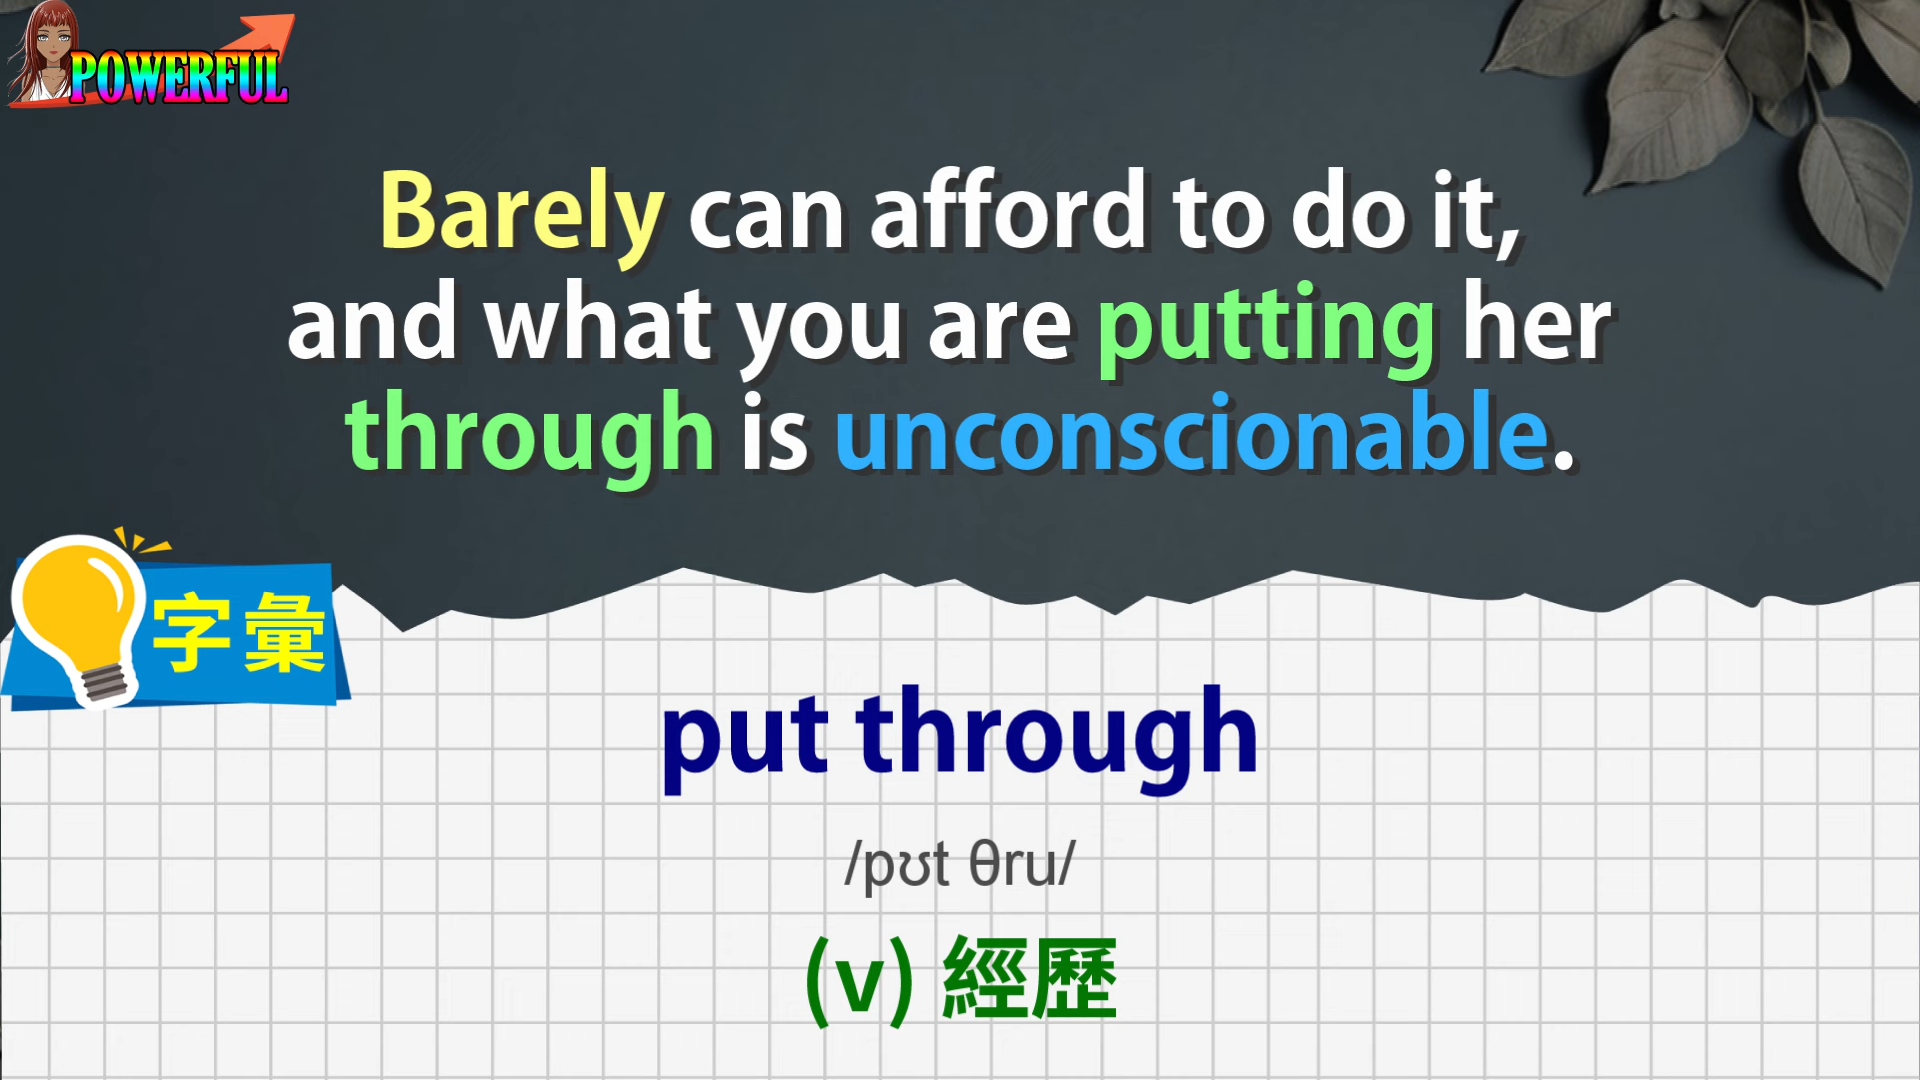 POWERFUL
Barely can afford to do it,
and what you are putting her
through is unconscionable.
字彙
put through
/pʊt θru/
(v) 經歷